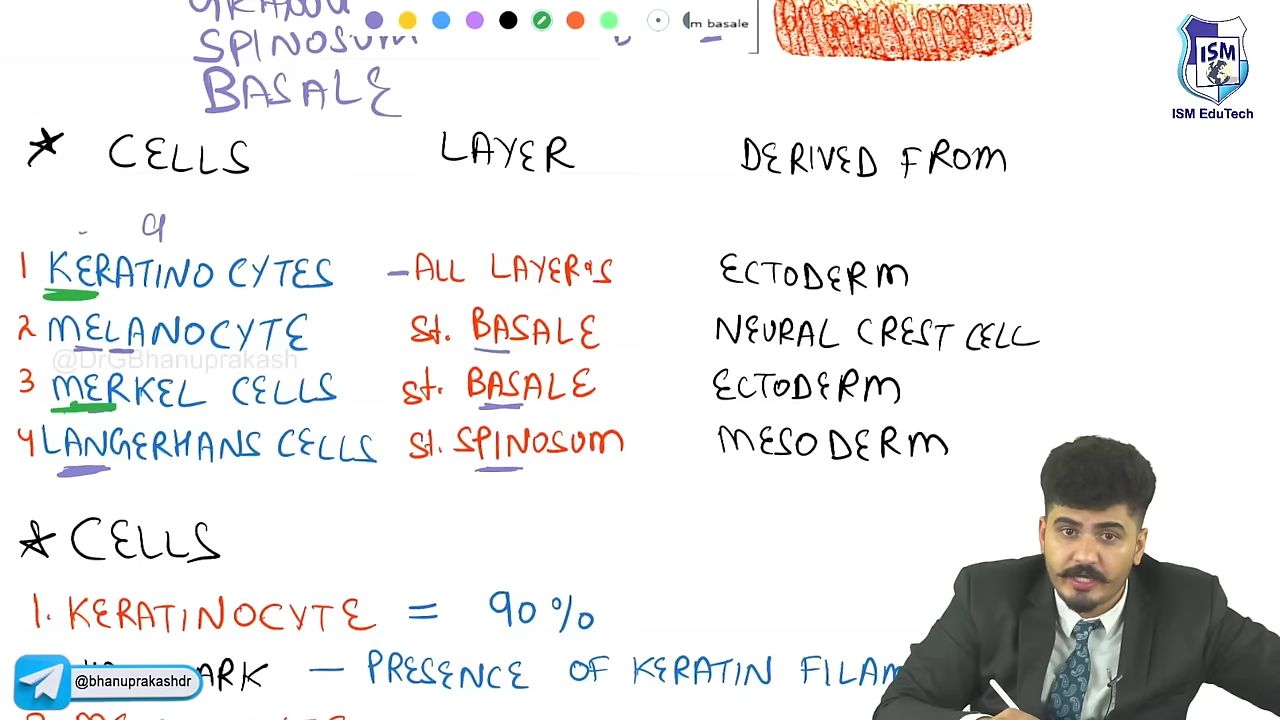 m basale
SPINOSUM
BASALE
ISM
ISM EduTech
★ CELLS LAYER DERIVED FROM
1 KERATINOCYTES - ALL LAYERS ECTODERM
2 MELANOCYTE St. BASALE NEURAL CREST CELL
@DrGBhanuprakash
3 MERKEL CELLS St. BASALE ECTODERM
4 LANGERHANS CELLS St. SPINOSUM MESODERM
★ CELLS
1. KERATINOCYTE = 90%
ARK - PRESENCE OF KERATIN FILAM
@bhanuprakashdr